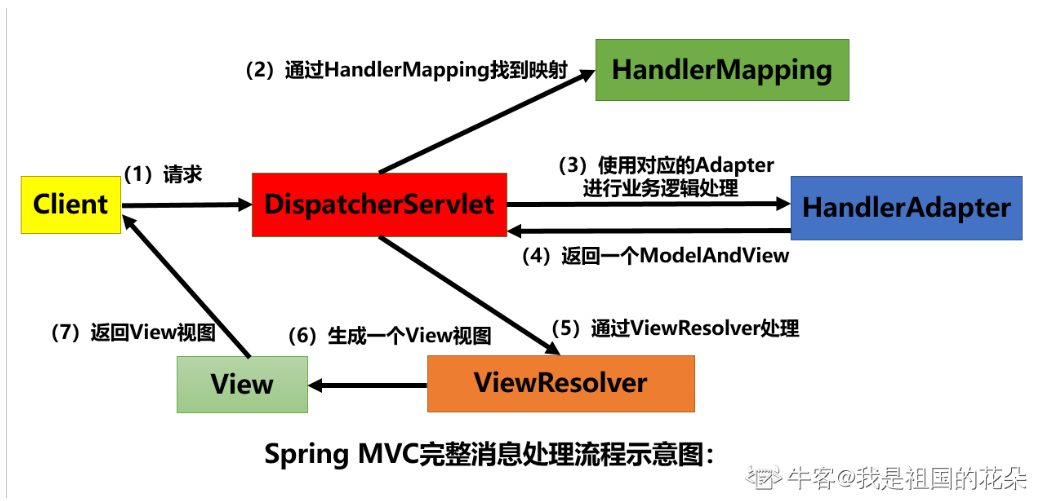 （2）通过HandlerMapping找到映射
HandlerMapping
（1）请求
（3）使用对应的Adapter
进行业务逻辑处理
Client
DispatcherServlet
HandlerAdapter
（4）返回一个ModelAndView
（7）返回View视图
（6）生成一个View视图
（5）通过ViewResolver处理
View
ViewResolver
Spring MVC完整消息处理流程示意图：
牛客@我是祖国的花朵